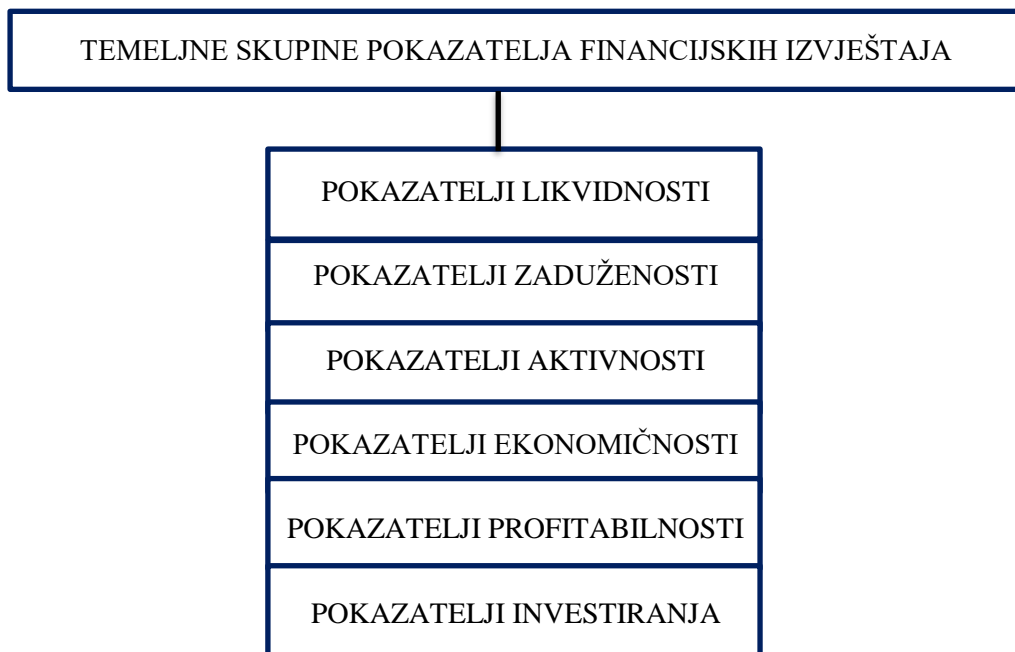 TEMELJNE SKUPINE POKAZATELJA FINANCIJSKIH IZVJEŠTAJA
POKAZATELJI LIKVIDNOSTI
POKAZATELJI ZADUŽENOSTI
POKAZATELJI AKTIVNOSTI
POKAZATELJI EKONOMIČNOSTI
POKAZATELJI PROFITABILNOSTI
POKAZATELJI INVESTIRANJA